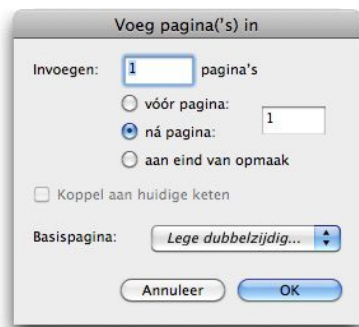 Voeg pagina('s) in
Invoegen: 1 pagina's
vóór pagina:
ná pagina: 1
aan eind van opmaak
Koppel aan huidige keten
Basispagina: Lege dubbelzijdig...
Annuleer OK